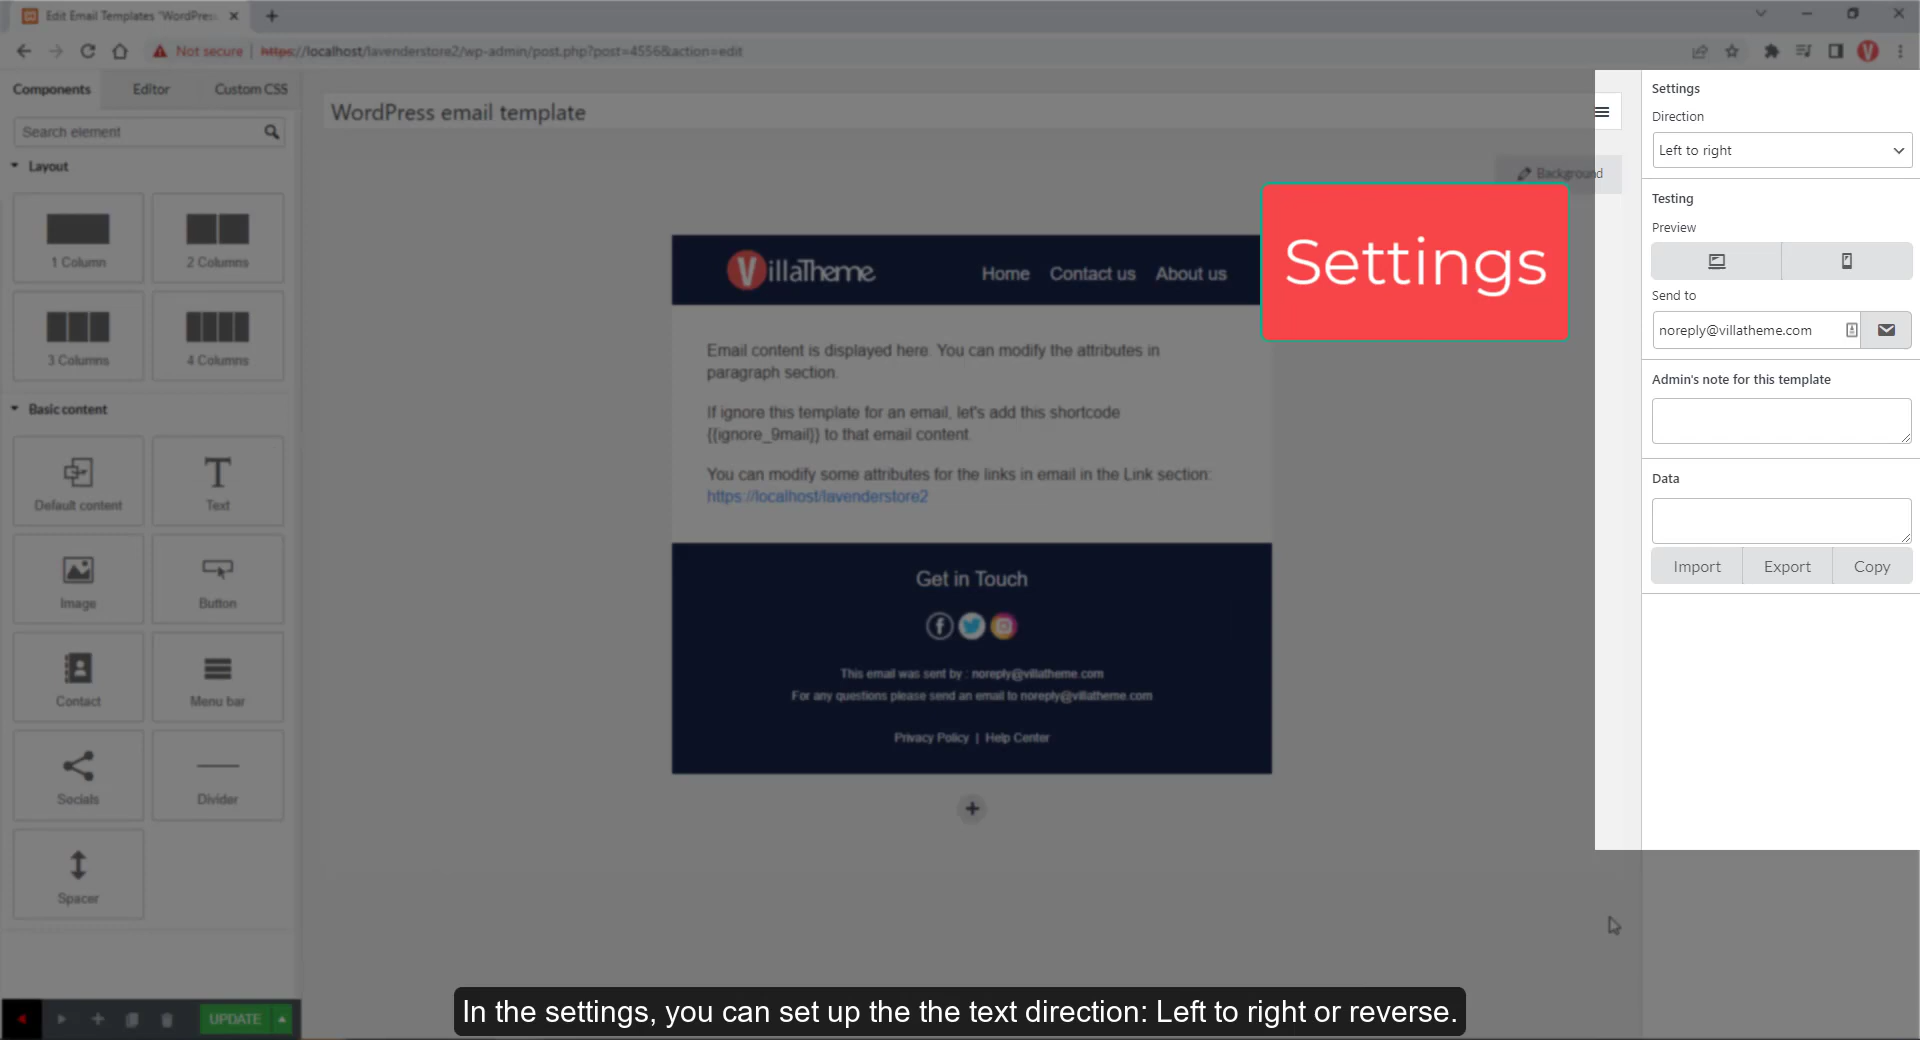 Edit Email Templates "WordPress
Not secure | https://localhost/lavenderstore2/wp-admin/post.php?post=4556&action=edit
Components Editor Custom CSS
Search element
Layout
1 Column 2 Columns
3 Columns 4 Columns
Basic content
Default content Text
Image Button
Contact Menu bar
Socials Divider
Spacer
UPDATE
WordPress email template
Background
VillaTheme Home Contact us About us
Email content is displayed here. You can modify the attributes in
paragraph section.
If ignore this template for an email, let's add this shortcode
{{ignore_9mail}} to that email content.
You can modify some attributes for the links in email in the Link section:
https://localhost/lavenderstore2
Get in Touch
This email was sent by : noreply@villatheme.com
For any questions please send an email to noreply@villatheme.com
Privacy Policy | Help Center
Settings
Settings
Direction
Left to right
Testing
Preview
Send to
noreply@villatheme.com
Admin's note for this template
Data
Import Export Copy
In the settings, you can set up the the text direction: Left to right or reverse.